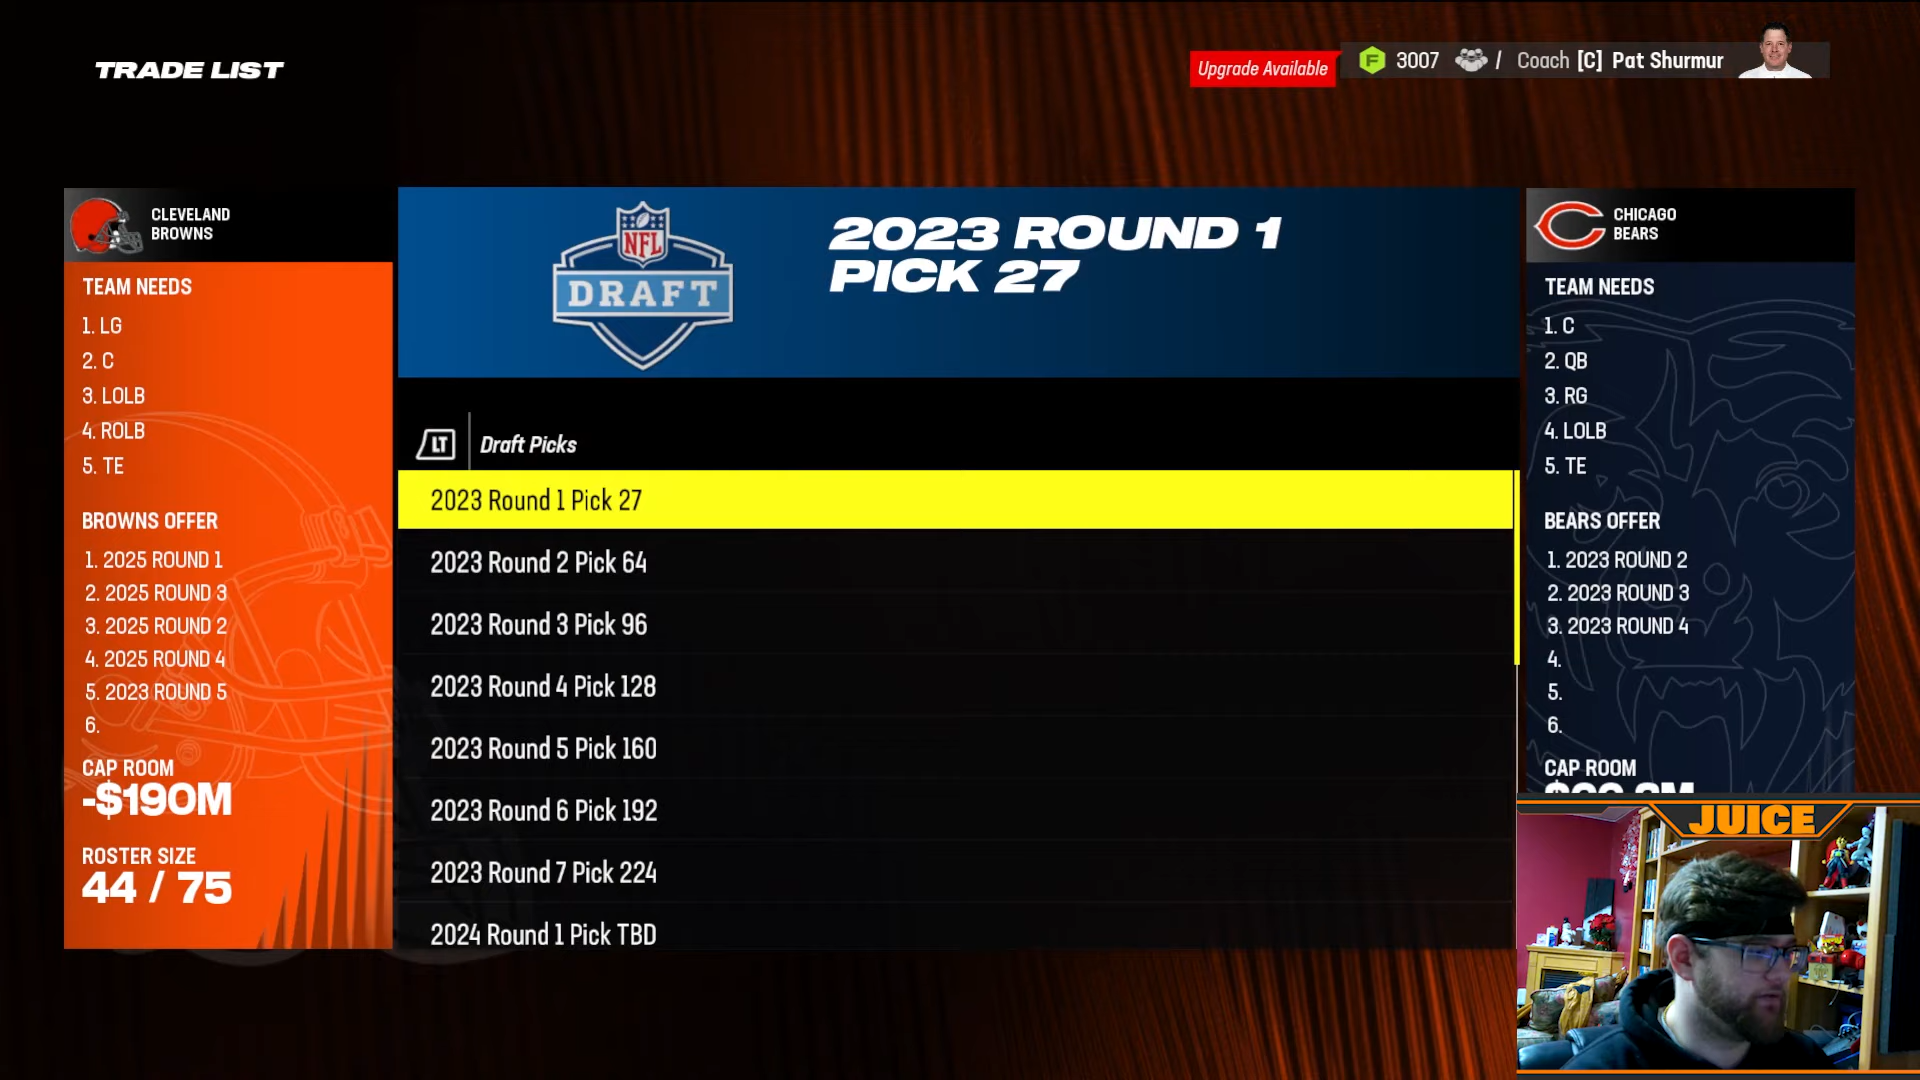 TRADE LIST
Upgrade Available
3007 / Coach [C] Pat Shurmur
CLEVELAND
BROWNS
TEAM NEEDS
1. LG
2. C
3. LOLB
4. ROLB
5. TE
BROWNS OFFER
1. 2025 ROUND 1
2. 2025 ROUND 3
3. 2025 ROUND 2
4. 2025 ROUND 4
5. 2023 ROUND 5
6.
CAP ROOM
-$190M
ROSTER SIZE
44 / 75
NFL
DRAFT
2023 ROUND 1
PICK 27
LT Draft Picks
2023 Round 1 Pick 27
2023 Round 2 Pick 64
2023 Round 3 Pick 96
2023 Round 4 Pick 128
2023 Round 5 Pick 160
2023 Round 6 Pick 192
2023 Round 7 Pick 224
2024 Round 1 Pick TBD
CHICAGO
BEARS
TEAM NEEDS
1. C
2. QB
3. RG
4. LOLB
5. TE
BEARS OFFER
1. 2023 ROUND 2
2. 2023 ROUND 3
3. 2023 ROUND 4
4.
5.
6.
CAP ROOM
JUICE